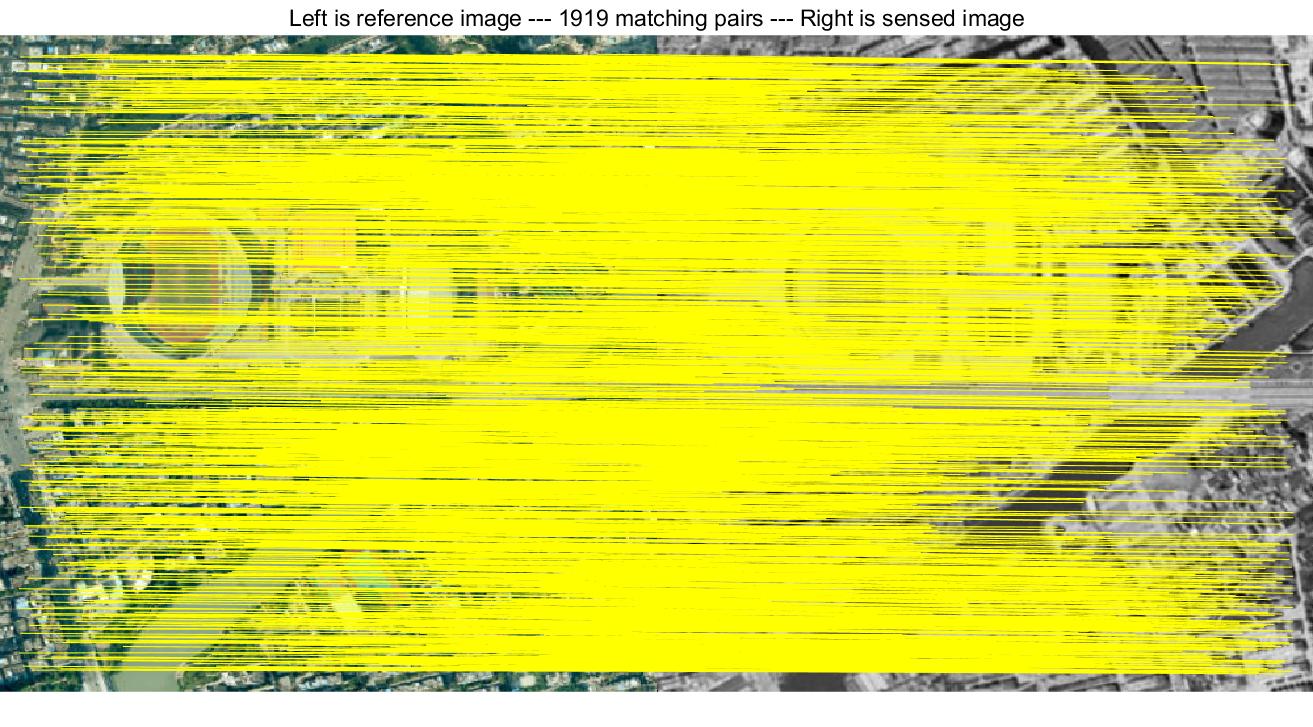 Left is reference image --- 1919 matching pairs --- Right is sensed image